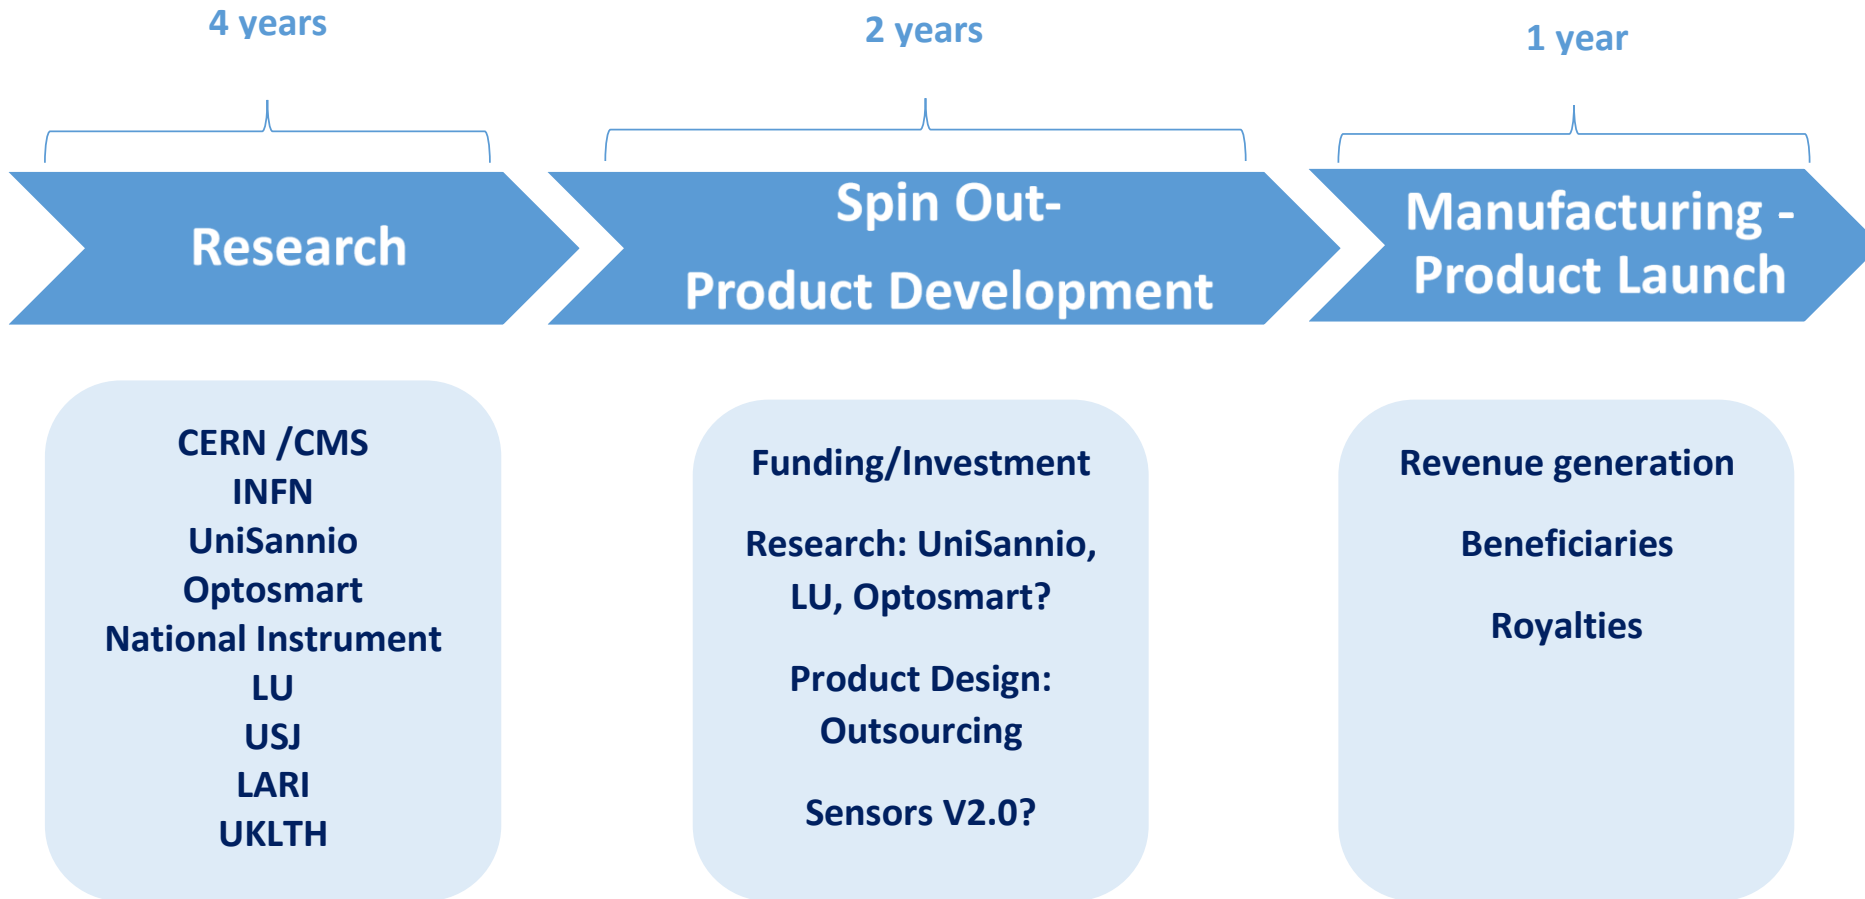 4 years
2 years
1 year
Research
Spin Out-
Product Development
Manufacturing -
Product Launch
CERN /CMS
INFN
UniSannio
Optosmart
National Instrument
LU
USJ
LARI
UKLTH
Funding/Investment
Research: UniSannio,
LU, Optosmart?
Product Design:
Outsourcing
Sensors V2.0?
Revenue generation
Beneficiaries
Royalties